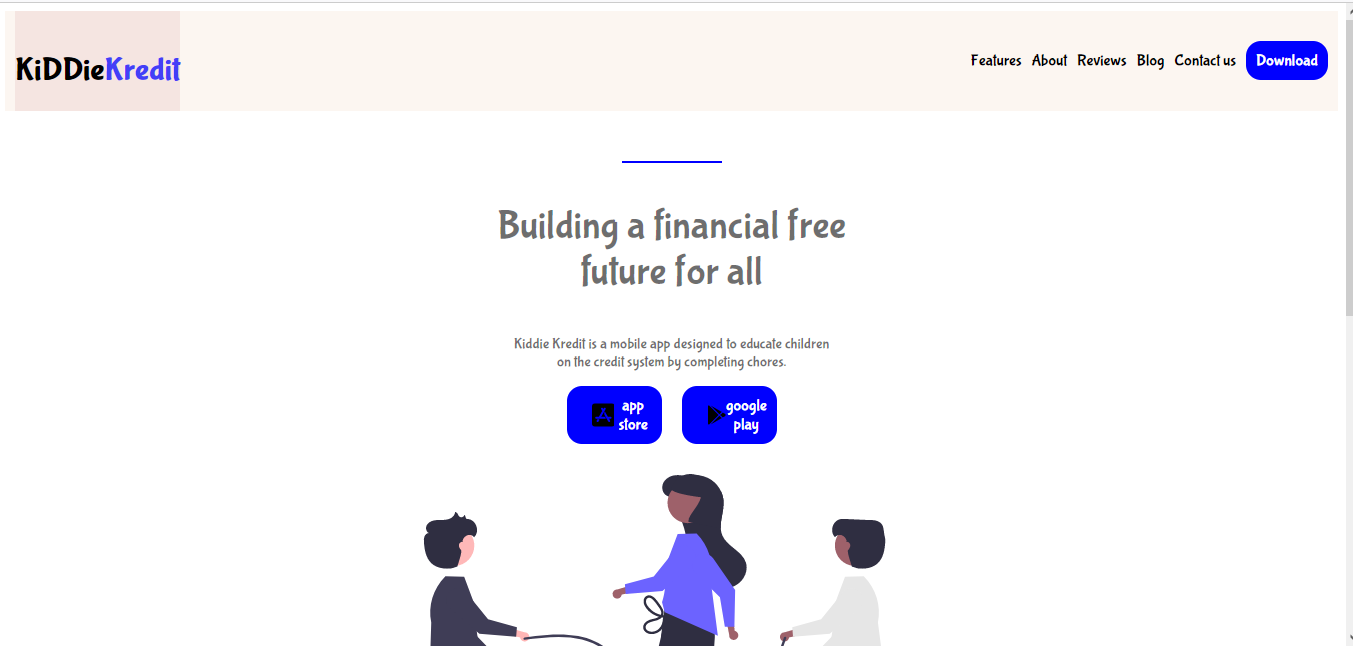 KiDDieKredit
Features About Reviews Blog Contact us Download
Building a financial free
future for all
Kiddie Kredit is a mobile app designed to educate children
on the credit system by completing chores.
app
store
google
play